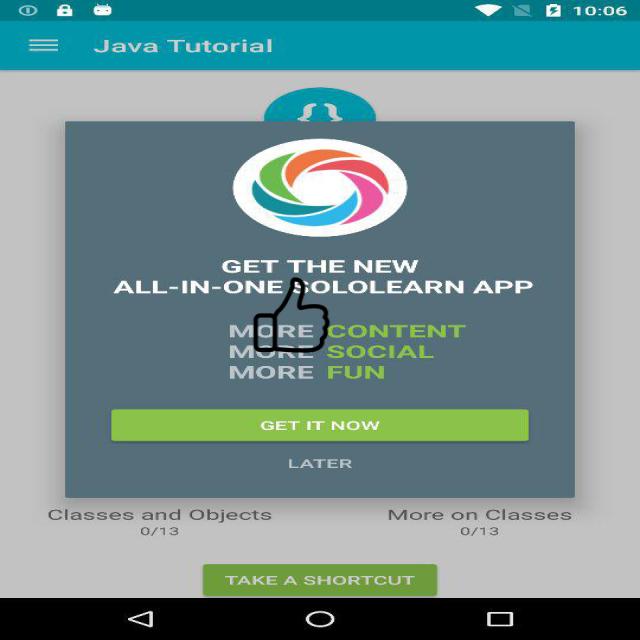 10:06
Java Tutorial
{ }
GET THE NEW
ALL-IN-ONE SOLOLEARN APP
MORE CONTENT
MORE SOCIAL
MORE FUN
GET IT NOW
LATER
Classes and Objects
0/13
More on Classes
0/13
TAKE A SHORTCUT